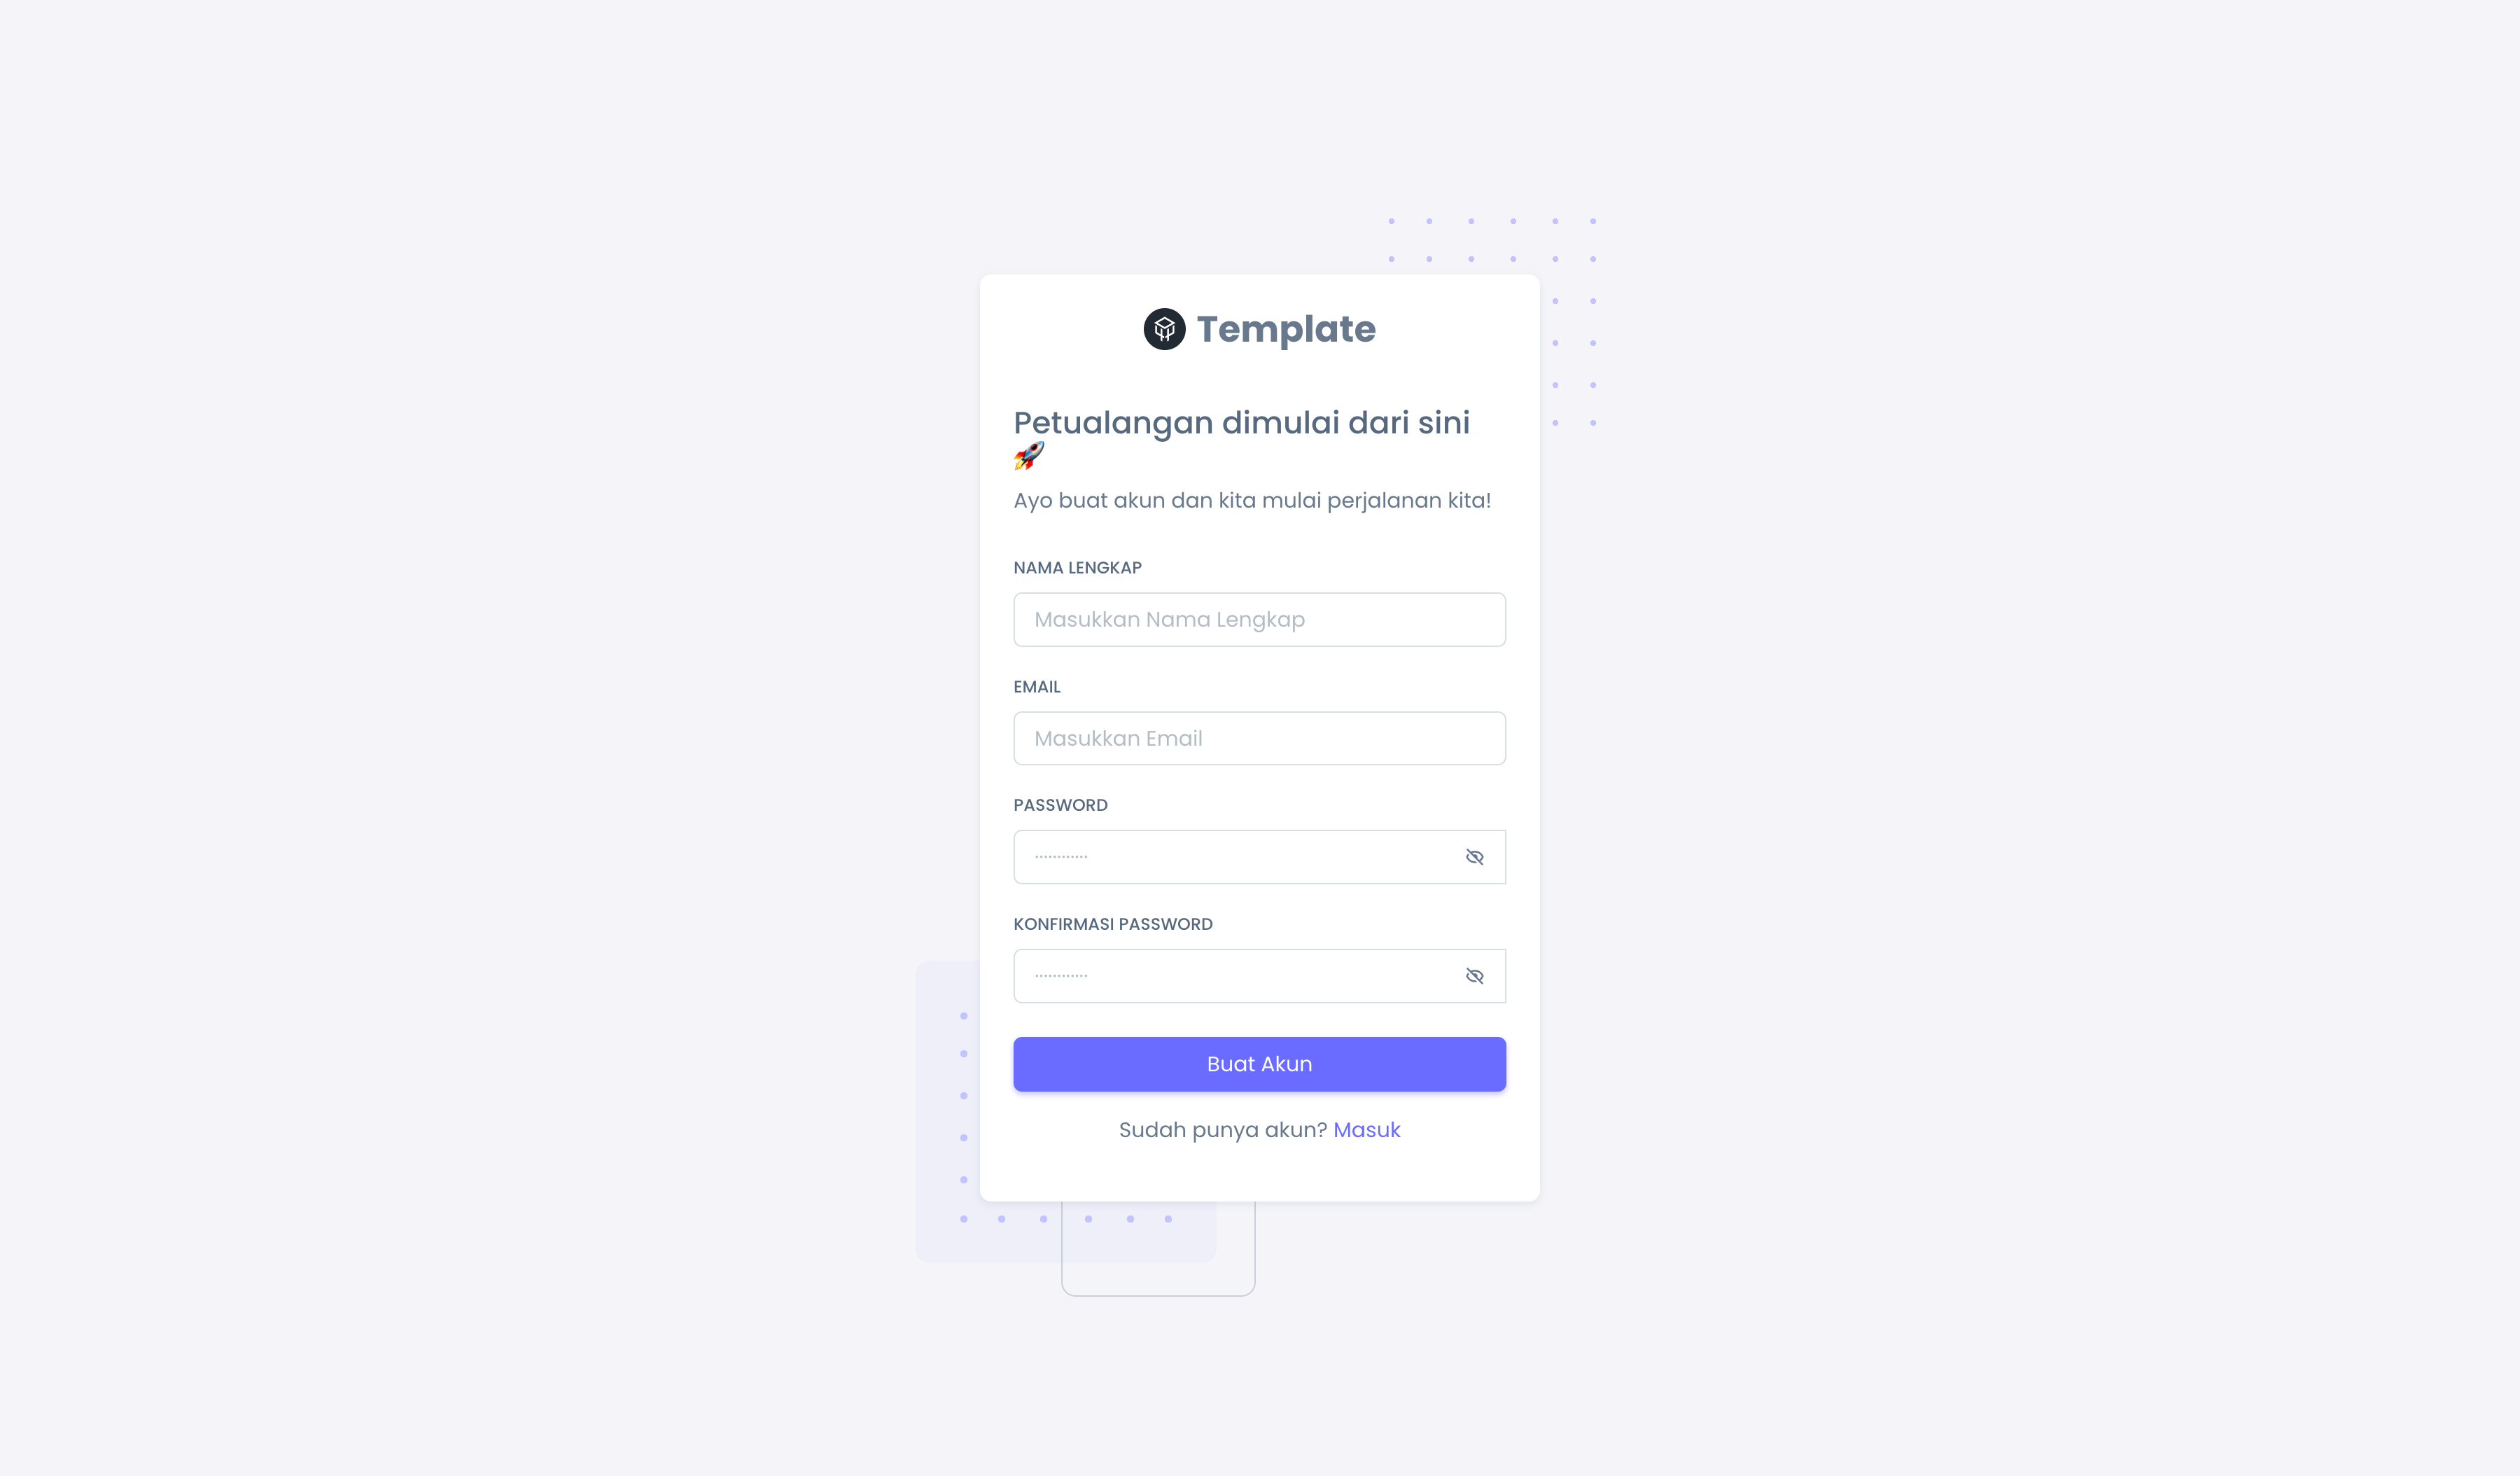 Template
Petualangan dimulai dari sini
🚀
Ayo buat akun dan kita mulai perjalanan kita!
NAMA LENGKAP
Masukkan Nama Lengkap
EMAIL
Masukkan Email
PASSWORD
············
KONFIRMASI PASSWORD
············
Buat Akun
Sudah punya akun? Masuk